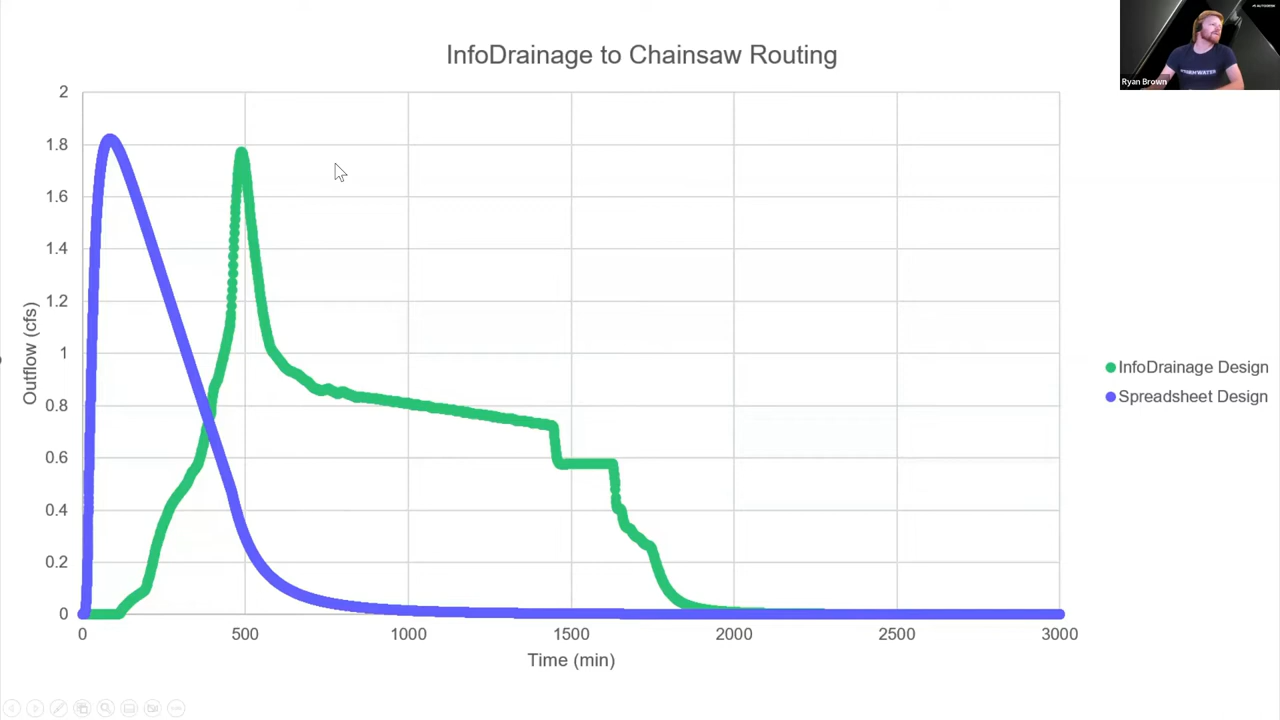 InfoDrainage to Chainsaw Routing
AUTODESK
STORMWATER
Ryan Brown
2
1.8
1.6
1.4
1.2
1
0.8
0.6
0.4
0.2
0
Outflow (cfs)
0 500 1000 1500 2000 2500 3000
Time (min)
InfoDrainage Design
Spreadsheet Design